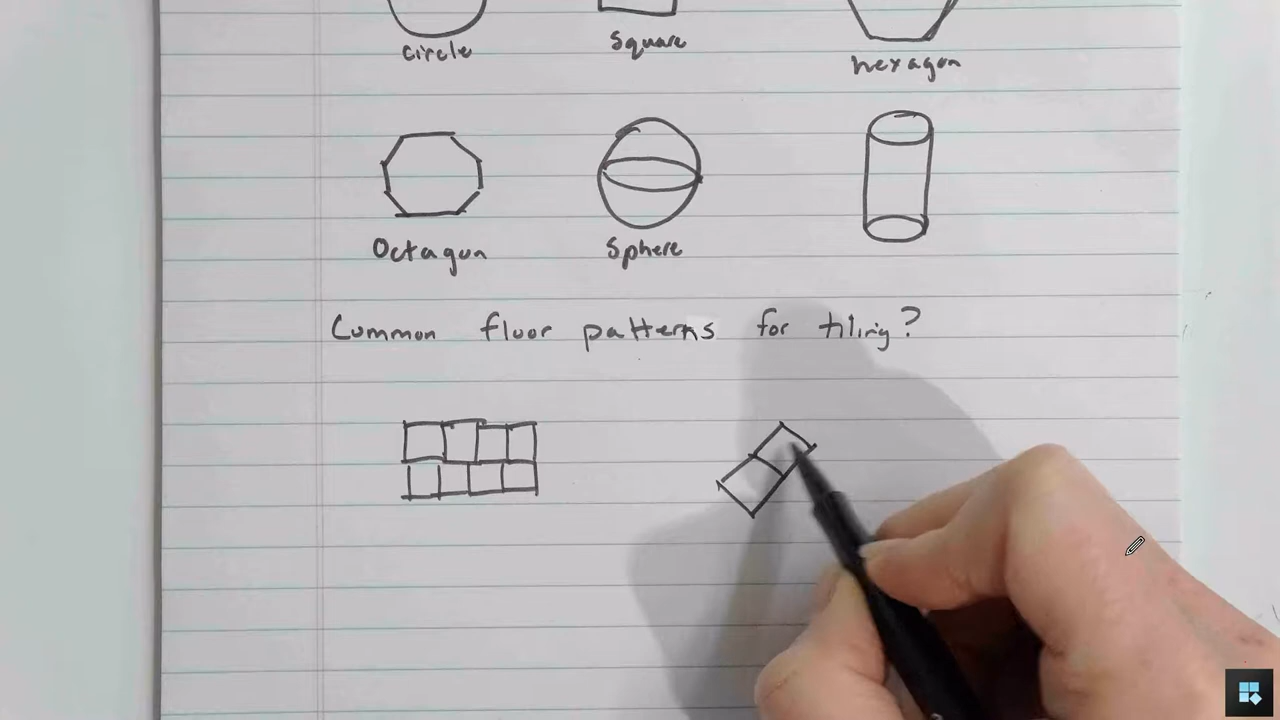 circle
Square
hexagon
Octagon
Sphere
Common floor patterns for tiling?